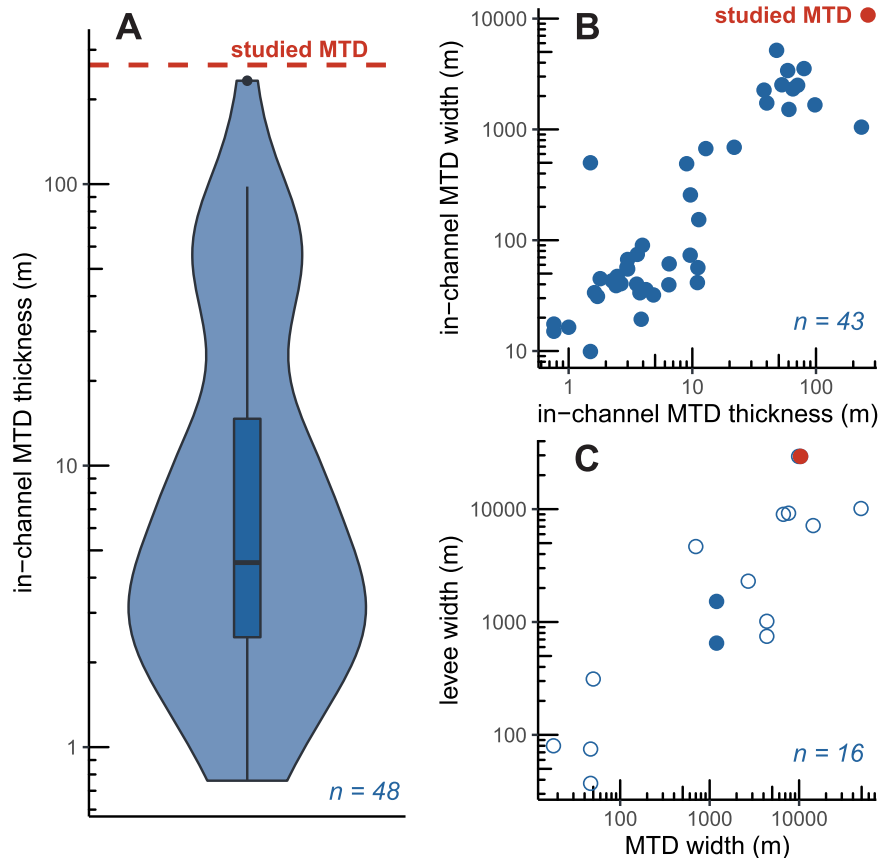 A
studied MTD
100
10
1
in−channel MTD thickness (m)
n = 48
B
studied MTD
10000
1000
100
10
in−channel MTD width (m)
n = 43
1 10 100
in−channel MTD thickness (m)
C
10000
1000
100
levee width (m)
n = 16
100 1000 10000
MTD width (m)